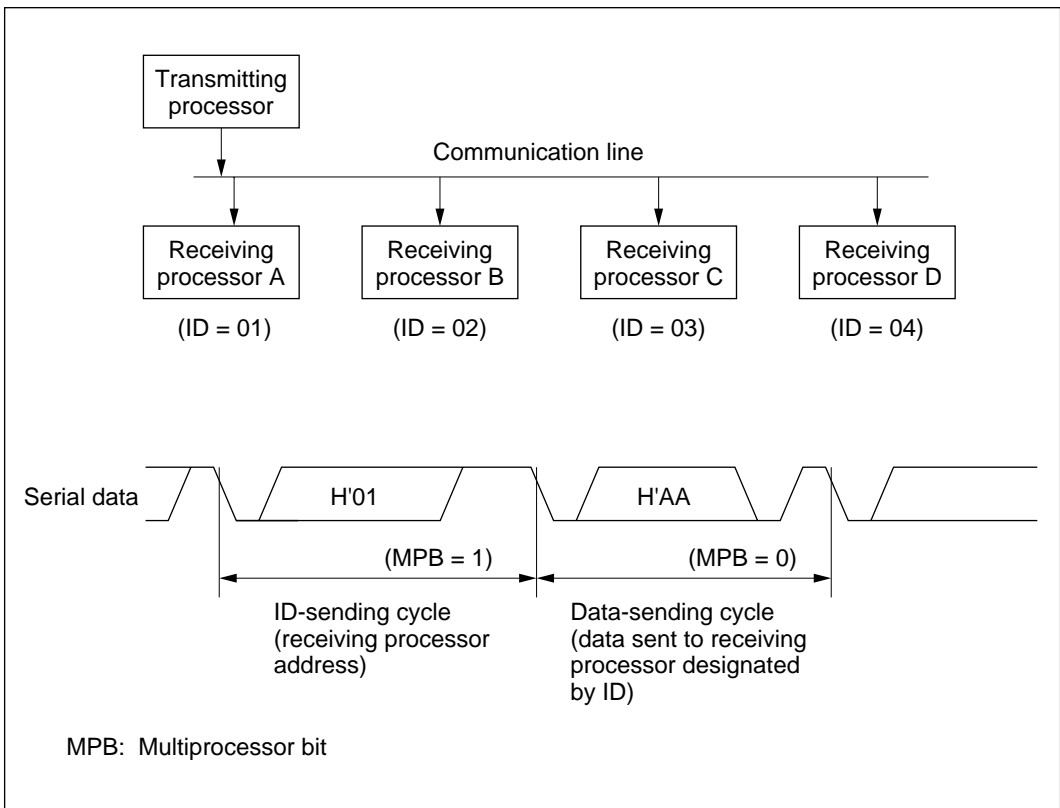 Transmitting
processor
Communication line
Receiving
processor A
Receiving
processor B
Receiving
processor C
Receiving
processor D
(ID = 01)
(ID = 02)
(ID = 03)
(ID = 04)
Serial data
H'01
H'AA
(MPB = 1)
(MPB = 0)
ID-sending cycle
(receiving processor
address)
Data-sending cycle
(data sent to receiving
processor designated
by ID)
MPB: Multiprocessor bit